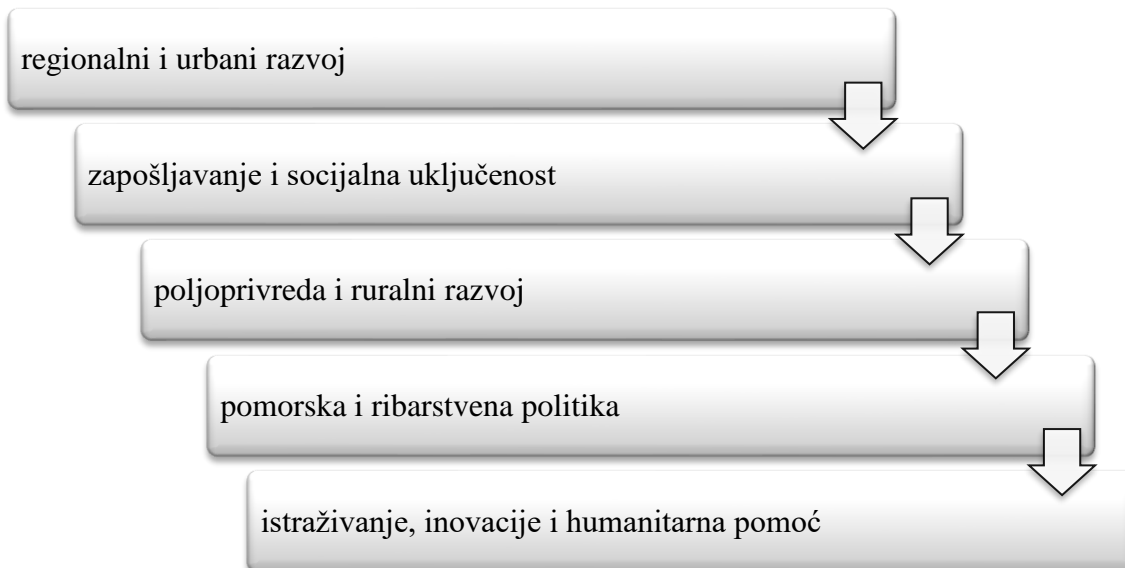 regionalni i urbani razvoj
zapošljavanje i socijalna uključenost
poljoprivreda i ruralni razvoj
pomorska i ribarstvena politika
istraživanje, inovacije i humanitarna pomoć